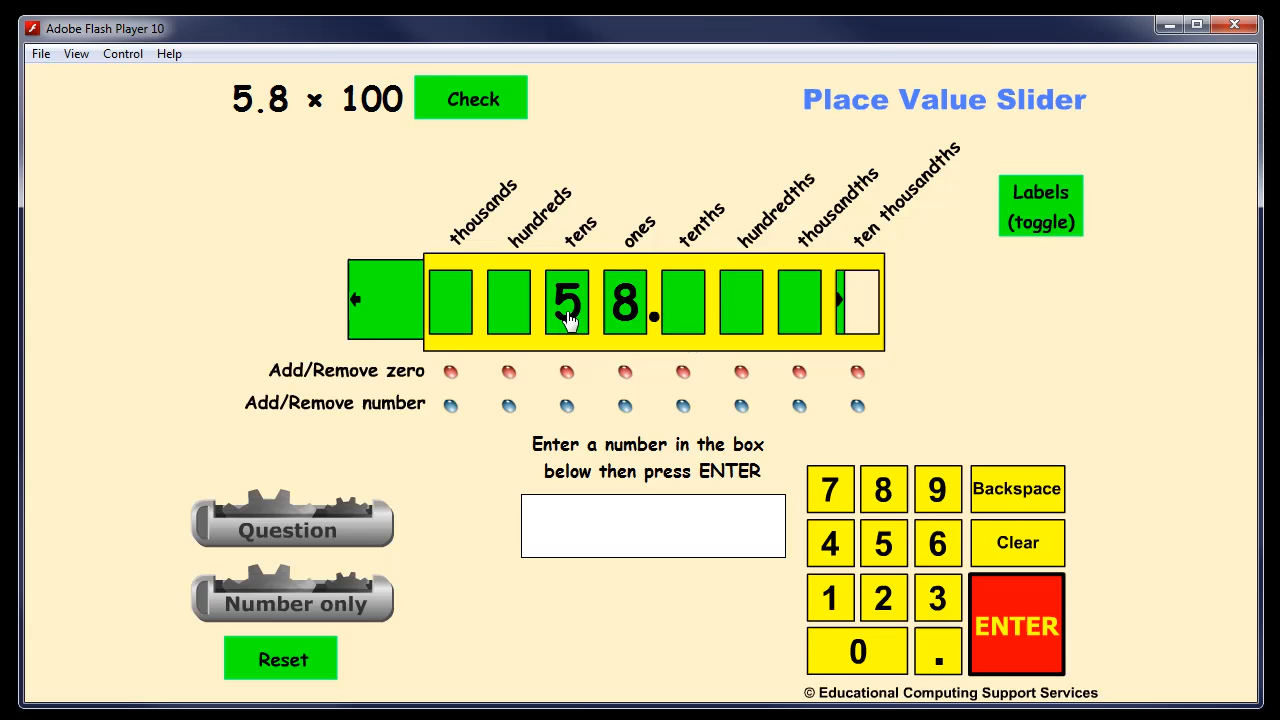 Adobe Flash Player 10
File View Control Help
5.8 × 100 Check
Place Value Slider
thousands hundreds tens ones tenths hundredths thousandths ten thousandths
Labels
(toggle)
5 8 .
Add/Remove zero
Add/Remove number
Enter a number in the box
below then press ENTER
7 8 9 Backspace
Question
4 5 6 Clear
Number only
1 2 3
ENTER
0 .
Reset
© Educational Computing Support Services